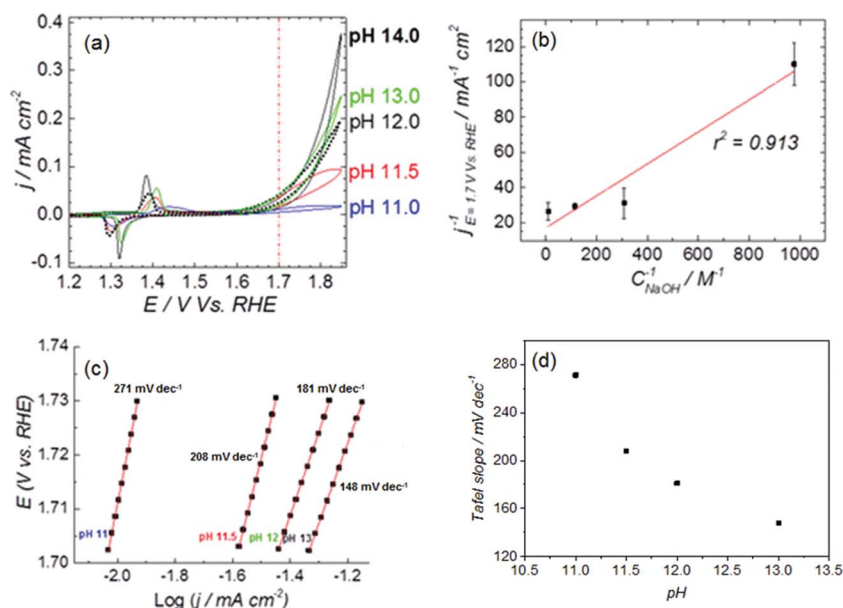 (a)
0.4
0.3
0.2
0.1
0.0
-0.1
j / mA cm⁻²
pH 14.0
pH 13.0
pH 12.0
pH 11.5
pH 11.0
1.2 1.3 1.4 1.5 1.6 1.7 1.8
E / V Vs. RHE
(b)
120
100
80
60
40
20
0
j⁻¹ E = 1.7 V Vs. RHE / mA⁻¹ cm²
r² = 0.913
0 200 400 600 800 1000
C⁻¹ NaOH / M⁻¹
(c)
1.74
1.73
1.72
1.71
1.70
E (V vs. RHE)
271 mV dec⁻¹
181 mV dec⁻¹
208 mV dec⁻¹
148 mV dec⁻¹
pH 11
pH 11.5
pH 12
pH 13
-2.0 -1.8 -1.6 -1.4 -1.2
Log (j / mA cm⁻²)
(d)
280
240
200
160
120
Tafel slope / mV dec⁻¹
10.5 11.0 11.5 12.0 12.5 13.0 13.5
pH